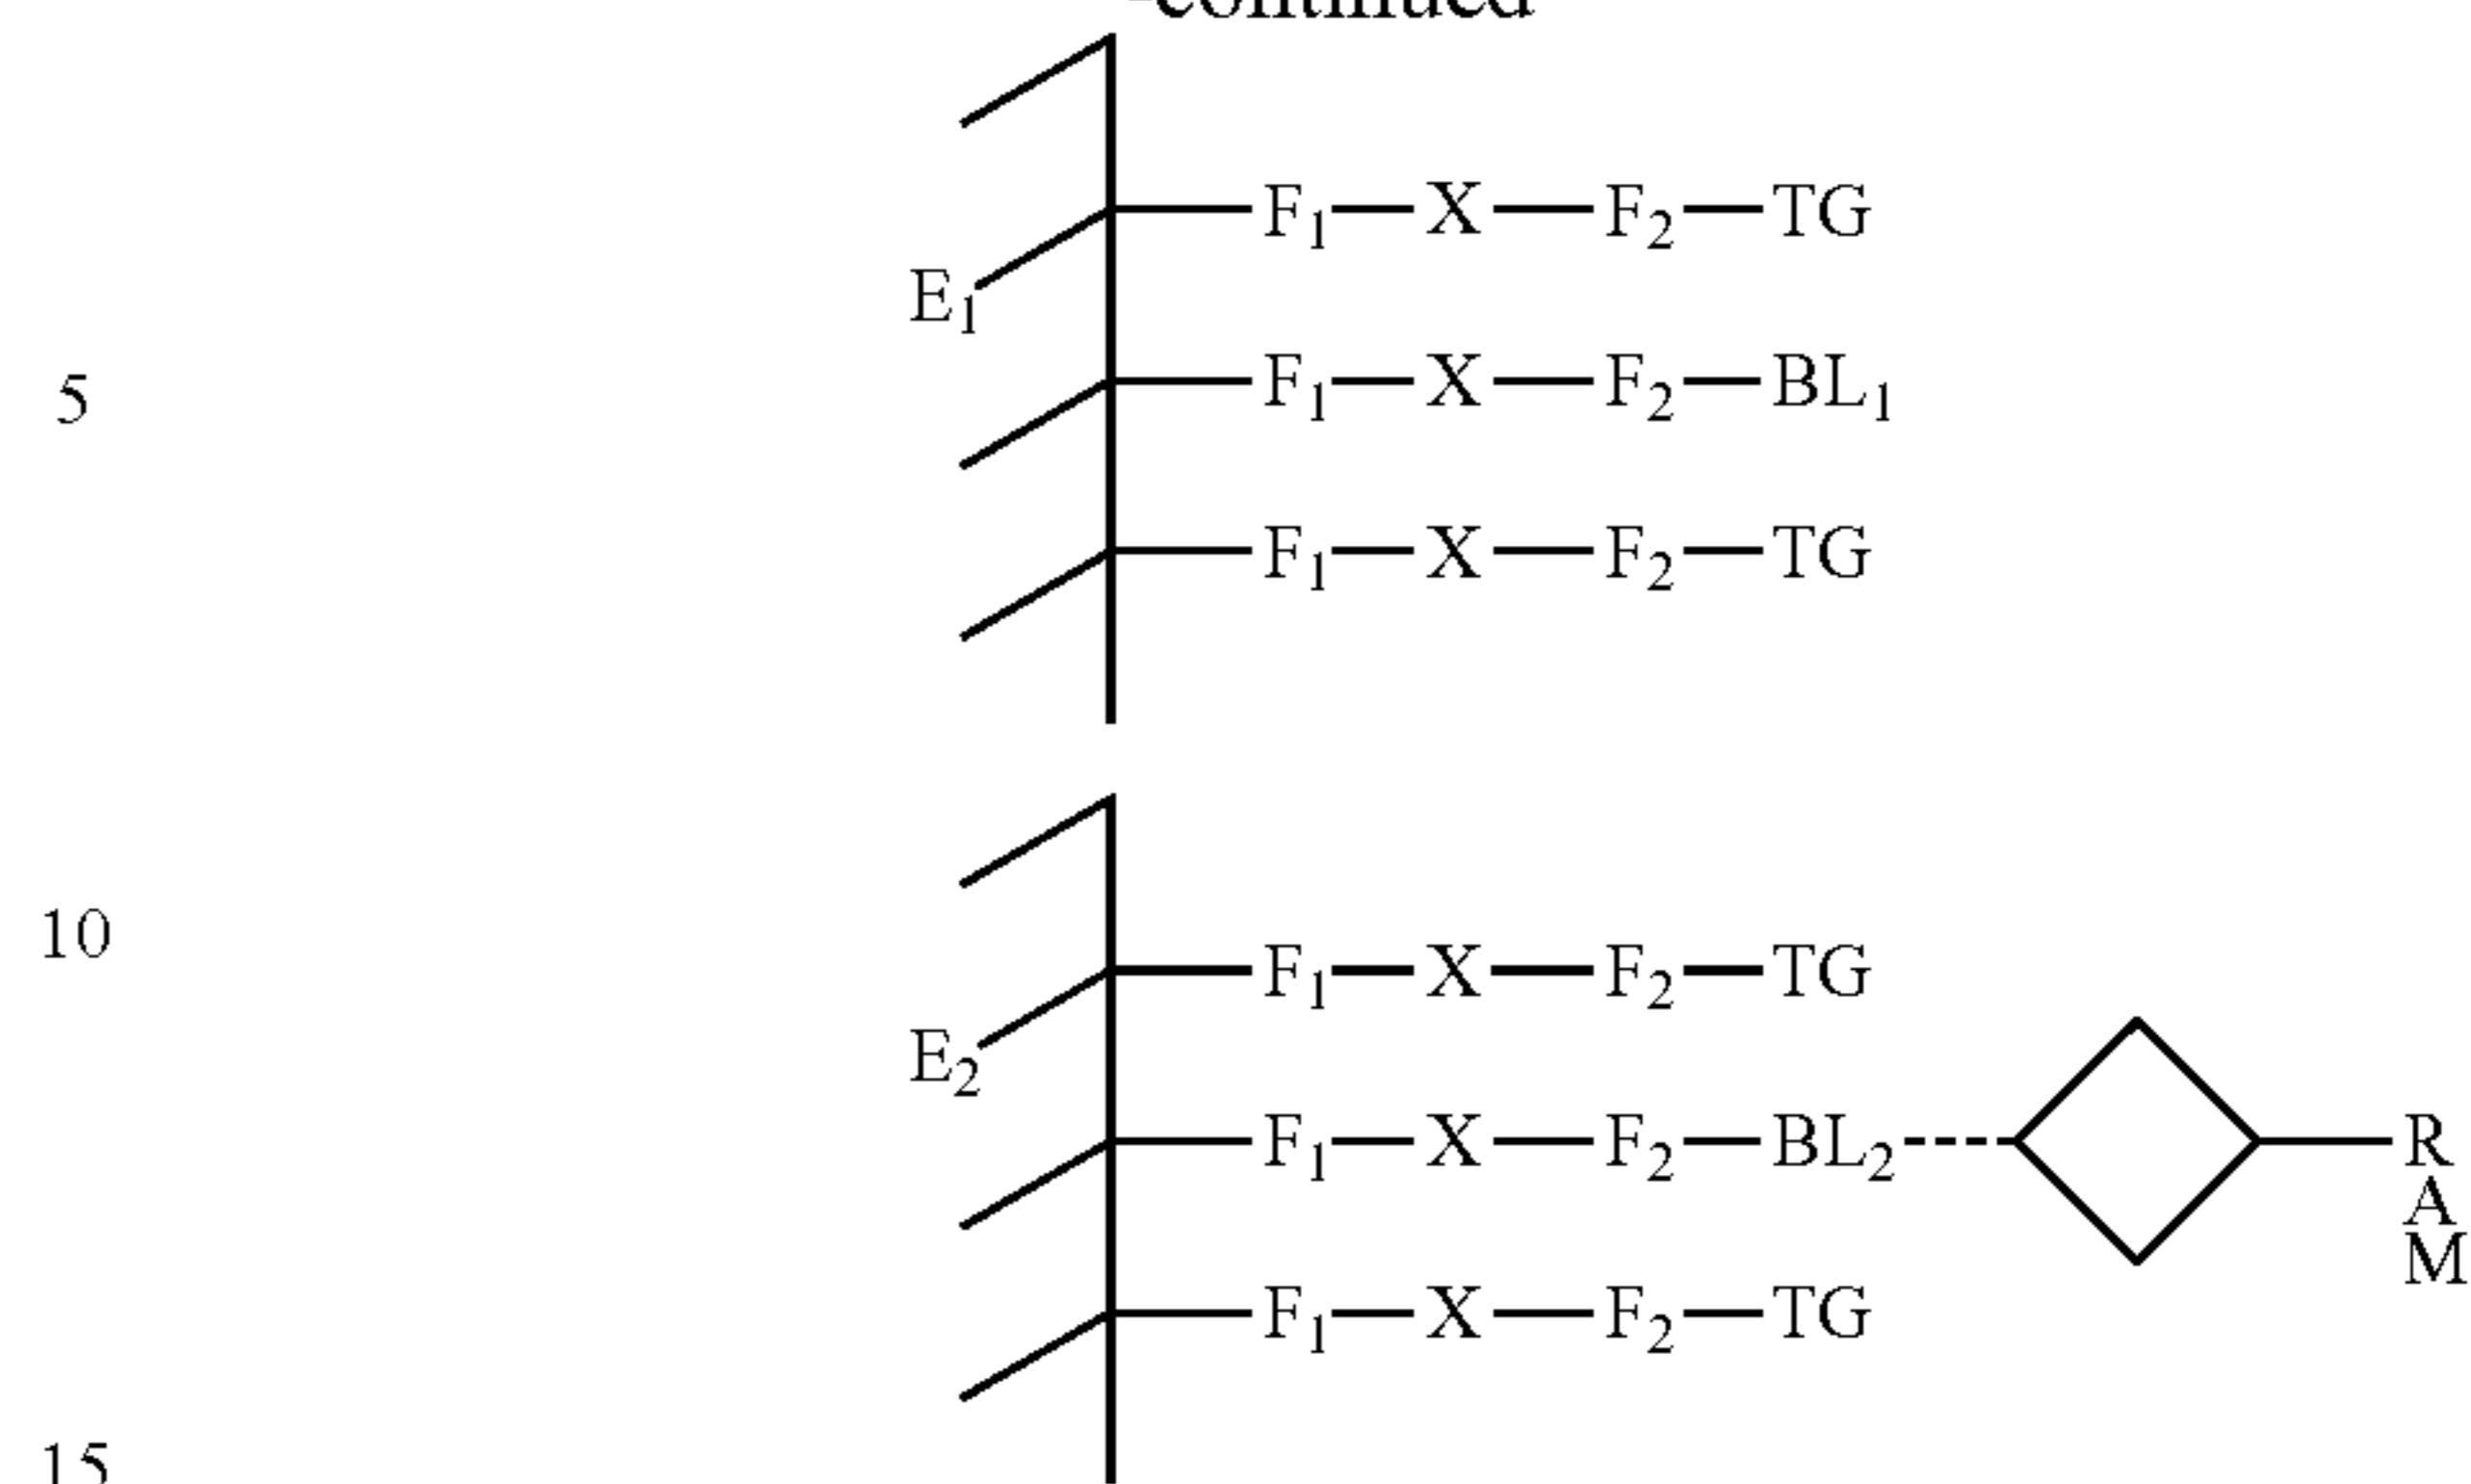 -continued
F₁—X—F₂—TG
E₁
F₁—X—F₂—BL₁
5
F₁—X—F₂—TG
10
F₁—X—F₂—TG
E₂
F₁—X—F₂—BL₂
R
A
M
F₁—X—F₂—TG
15